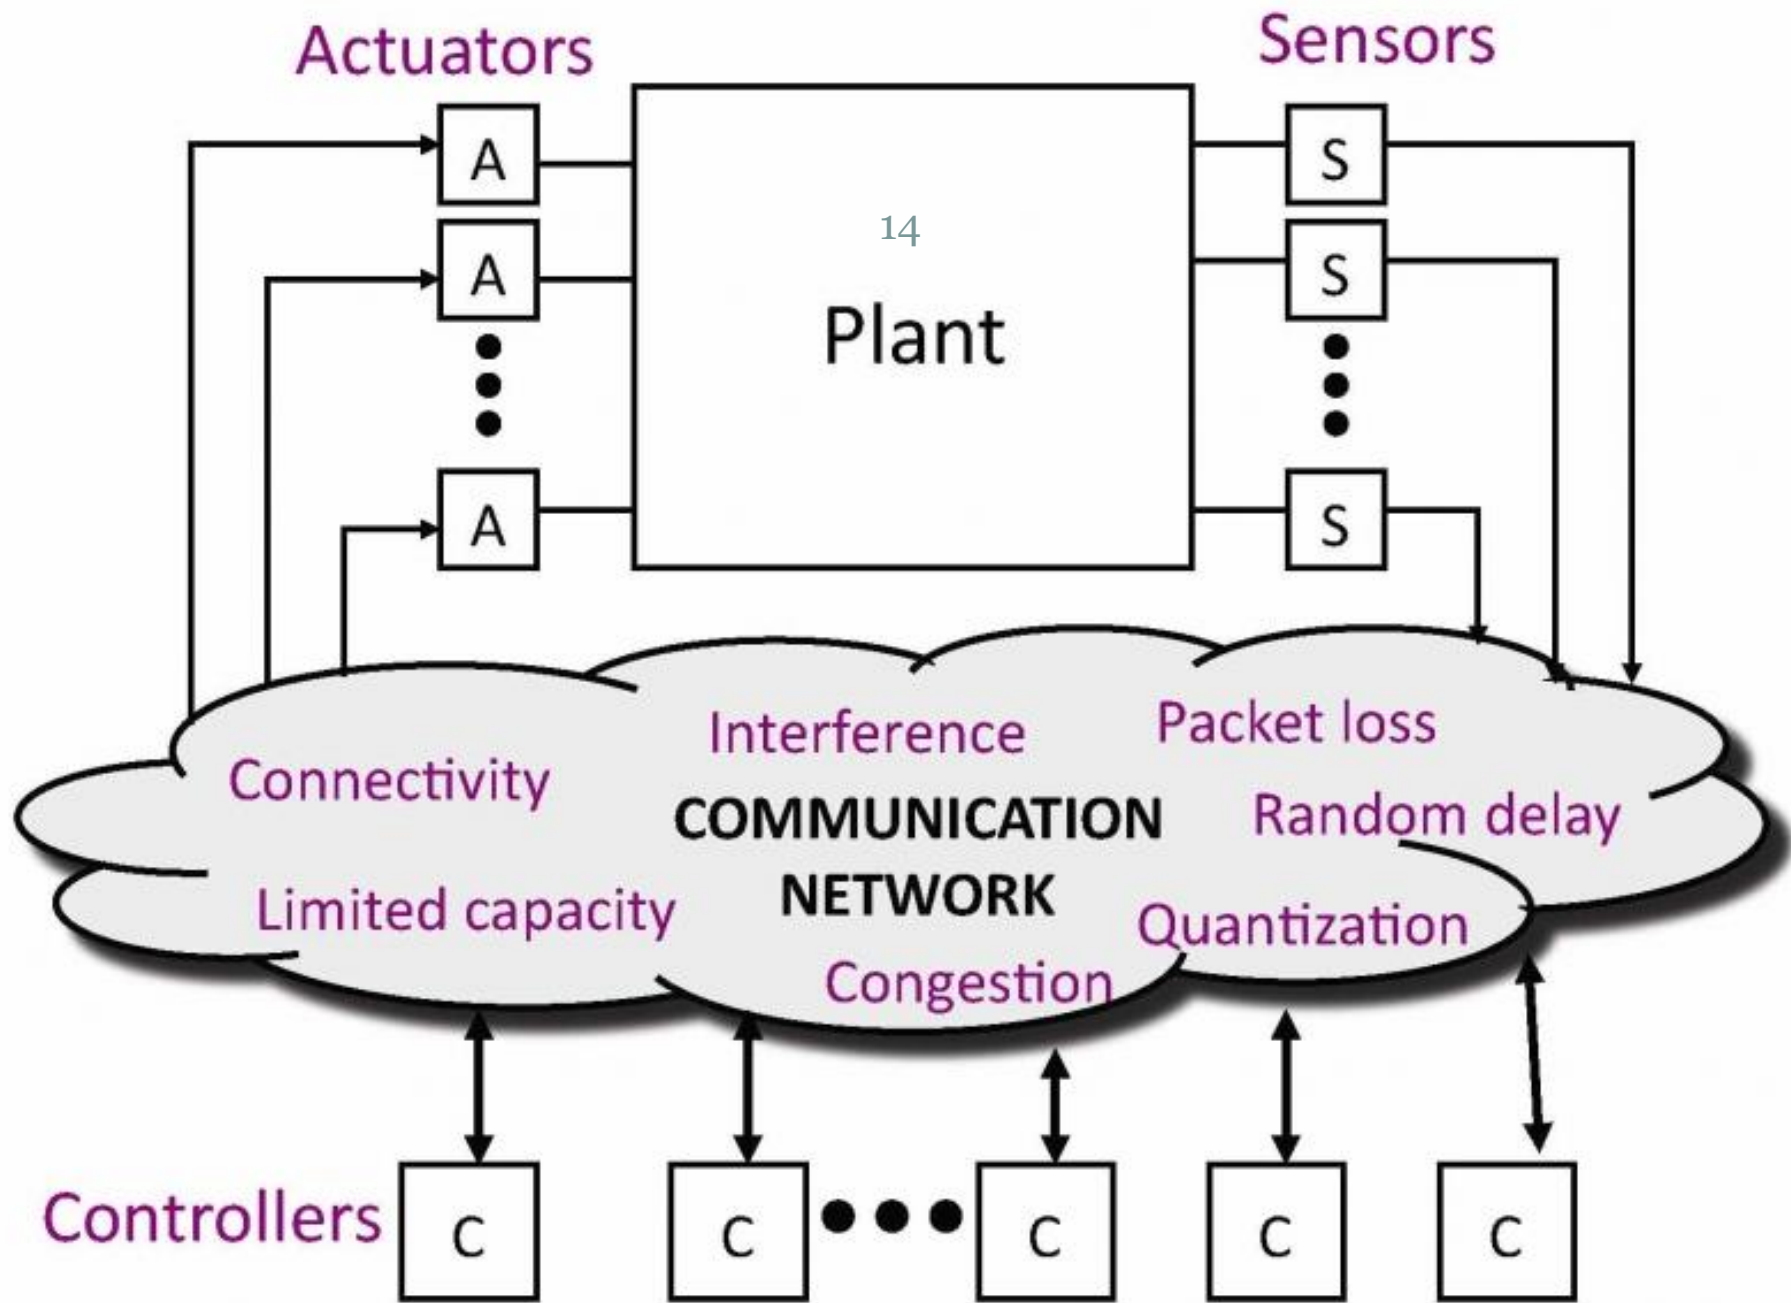 Actuators
Sensors
A
S
14
A
S
Plant
A
S
Interference
Packet loss
Connectivity
COMMUNICATION
NETWORK
Random delay
Limited capacity
Quantization
Congestion
Controllers
C
C
C
C
C